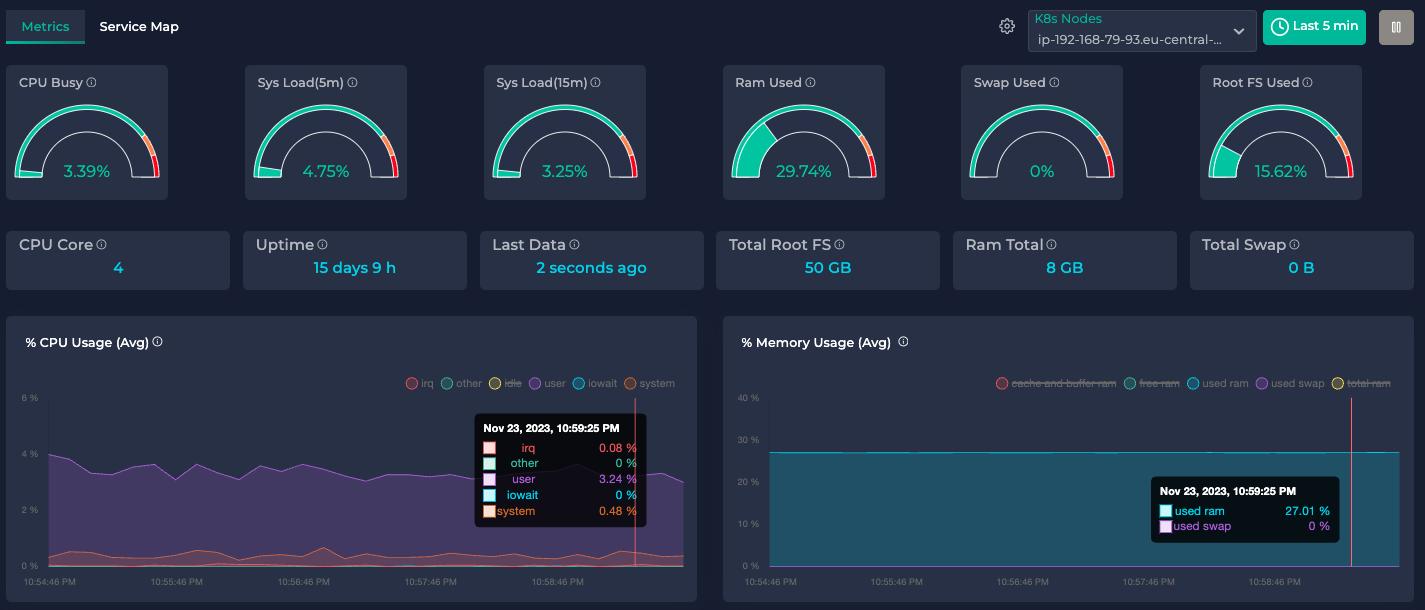 Metrics
Service Map
K8s Nodes
ip-192-168-79-93.eu-central-...
Last 5 min
CPU Busy
3.39%
Sys Load(5m)
4.75%
Sys Load(15m)
3.25%
Ram Used
29.74%
Swap Used
0%
Root FS Used
15.62%
CPU Core
4
Uptime
15 days 9 h
Last Data
2 seconds ago
Total Root FS
50 GB
Ram Total
8 GB
Total Swap
0 B
% CPU Usage (Avg)
irq other idle user iowait system
6 %
4 %
2 %
0 %
Nov 23, 2023, 10:59:25 PM
irq 0.08 %
other 0 %
user 3.24 %
iowait 0 %
system 0.48 %
10:54:46 PM 10:55:46 PM 10:56:46 PM 10:57:46 PM 10:58:46 PM
% Memory Usage (Avg)
cache and buffer ram free ram used ram used swap total ram
40 %
30 %
20 %
10 %
0 %
Nov 23, 2023, 10:59:25 PM
used ram 27.01 %
used swap 0 %
10:54:46 PM 10:55:46 PM 10:56:46 PM 10:57:46 PM 10:58:46 PM